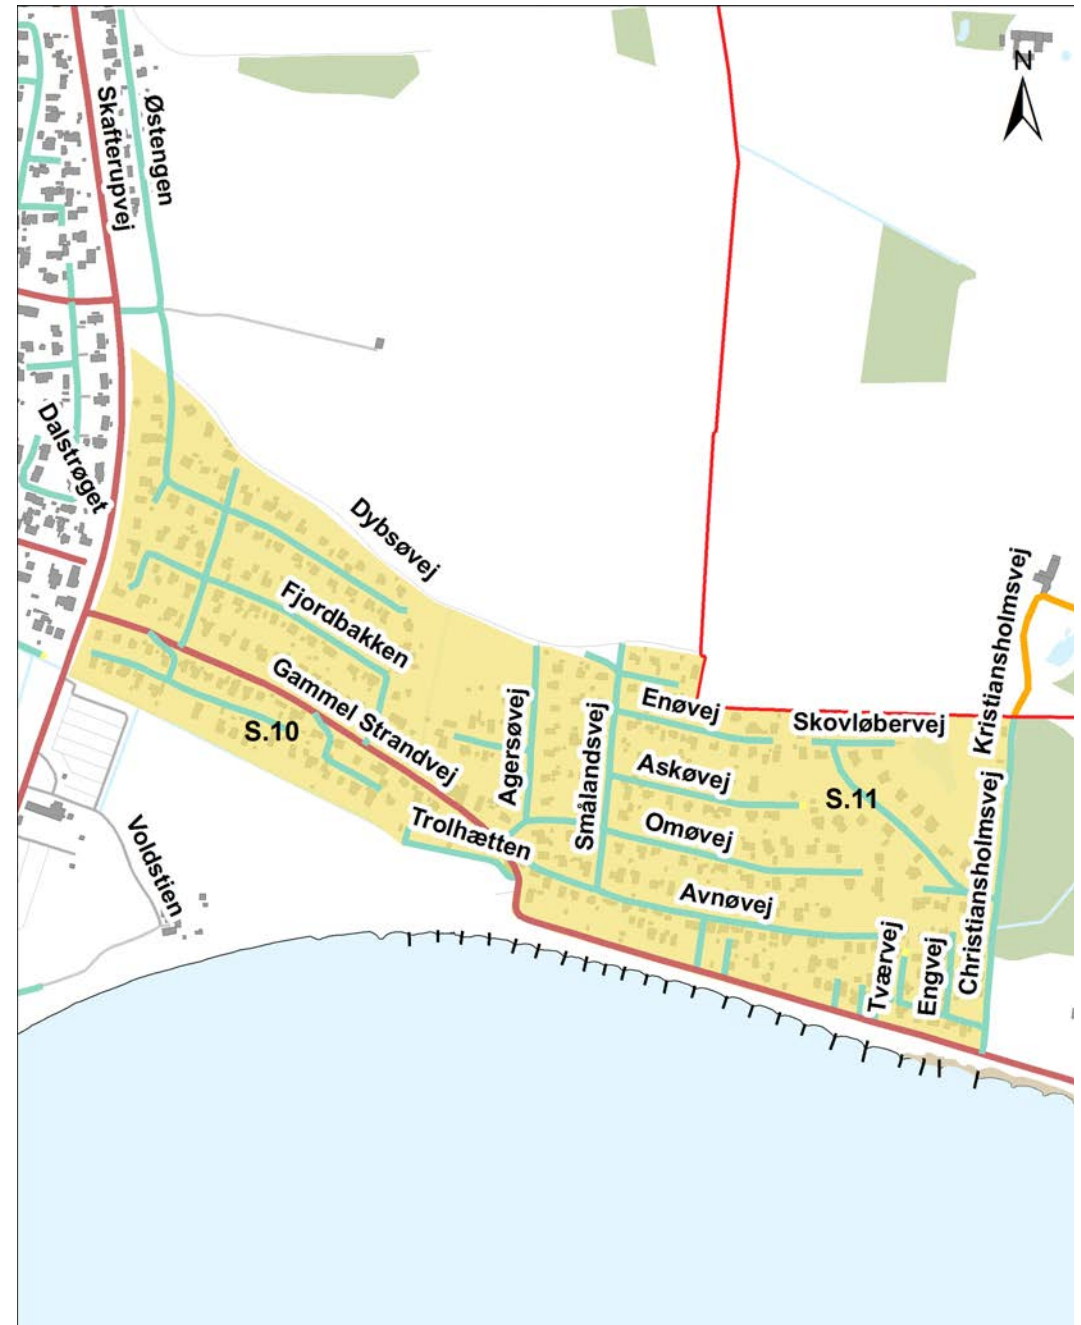 N
Skafterupvej
Østengen
Dalstrøget
Dybsøvej
Fjordbakken
Gammel Strandvej
S.10
Agersøvej
Smålandsvej
Enøvej
Skovløbervej
Kristiansholmsvej
Askøvej
S.11
Omøvej
Trolhætten
Voldstien
Avnøvej
Tværvej
Engvej
Christiansholmsvej